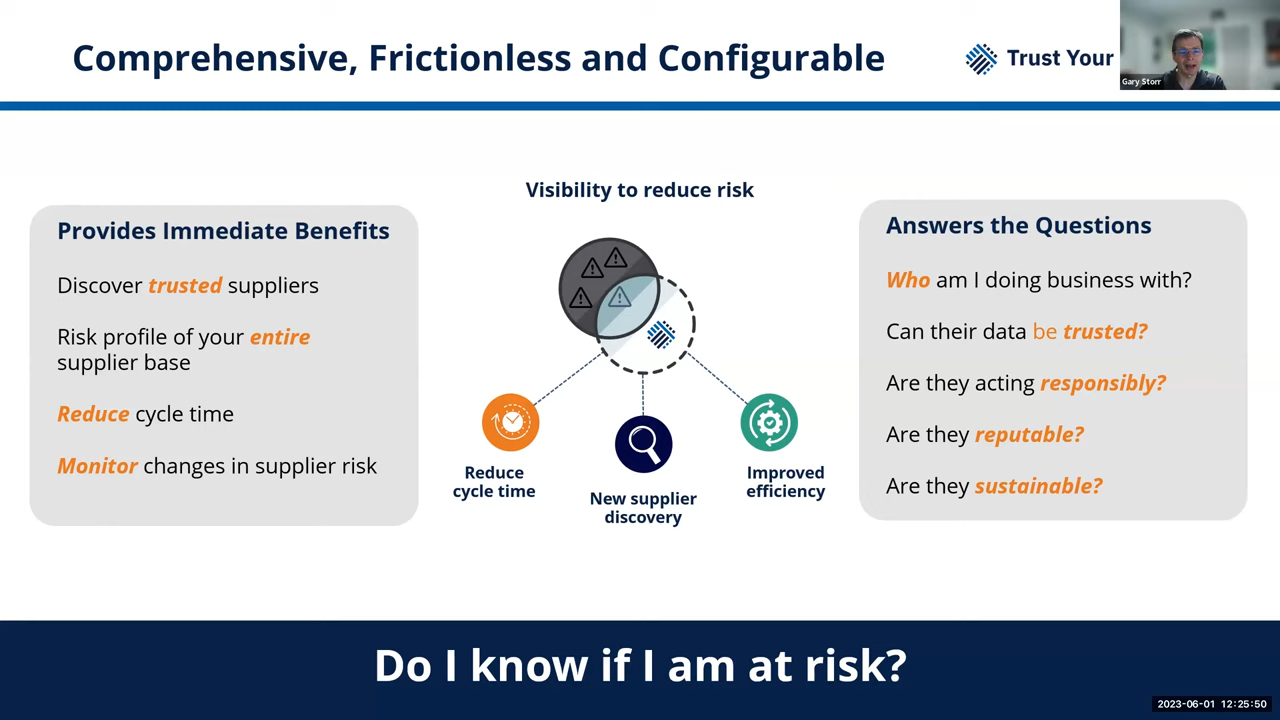 Comprehensive, Frictionless and Configurable
Trust Your
Gary Storr
Visibility to reduce risk
Provides Immediate Benefits
Discover trusted suppliers
Risk profile of your entire
supplier base
Reduce cycle time
Monitor changes in supplier risk
Reduce
cycle time
New supplier
discovery
Improved
efficiency
Answers the Questions
Who am I doing business with?
Can their data be trusted?
Are they acting responsibly?
Are they reputable?
Are they sustainable?
Do I know if I am at risk?
2023-06-01 12:25:50